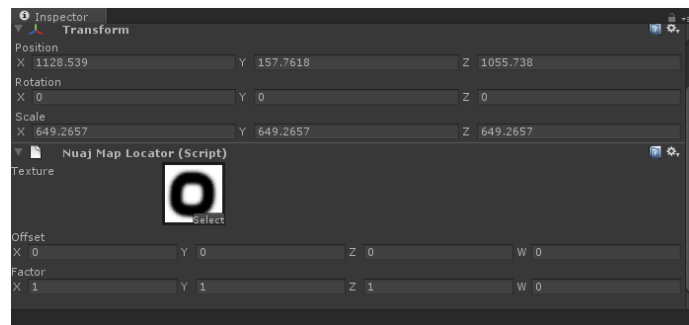 Inspector
Transform
Position
X 1128.539 Y 157.7618 Z 1055.738
Rotation
X 0 Y 0 Z 0
Scale
X 649.2657 Y 649.2657 Z 649.2657
Nuaj Map Locator (Script)
Texture
Select
Offset
X 0 Y 0 Z 0 W 0
Factor
X 1 Y 1 Z 1 W 0